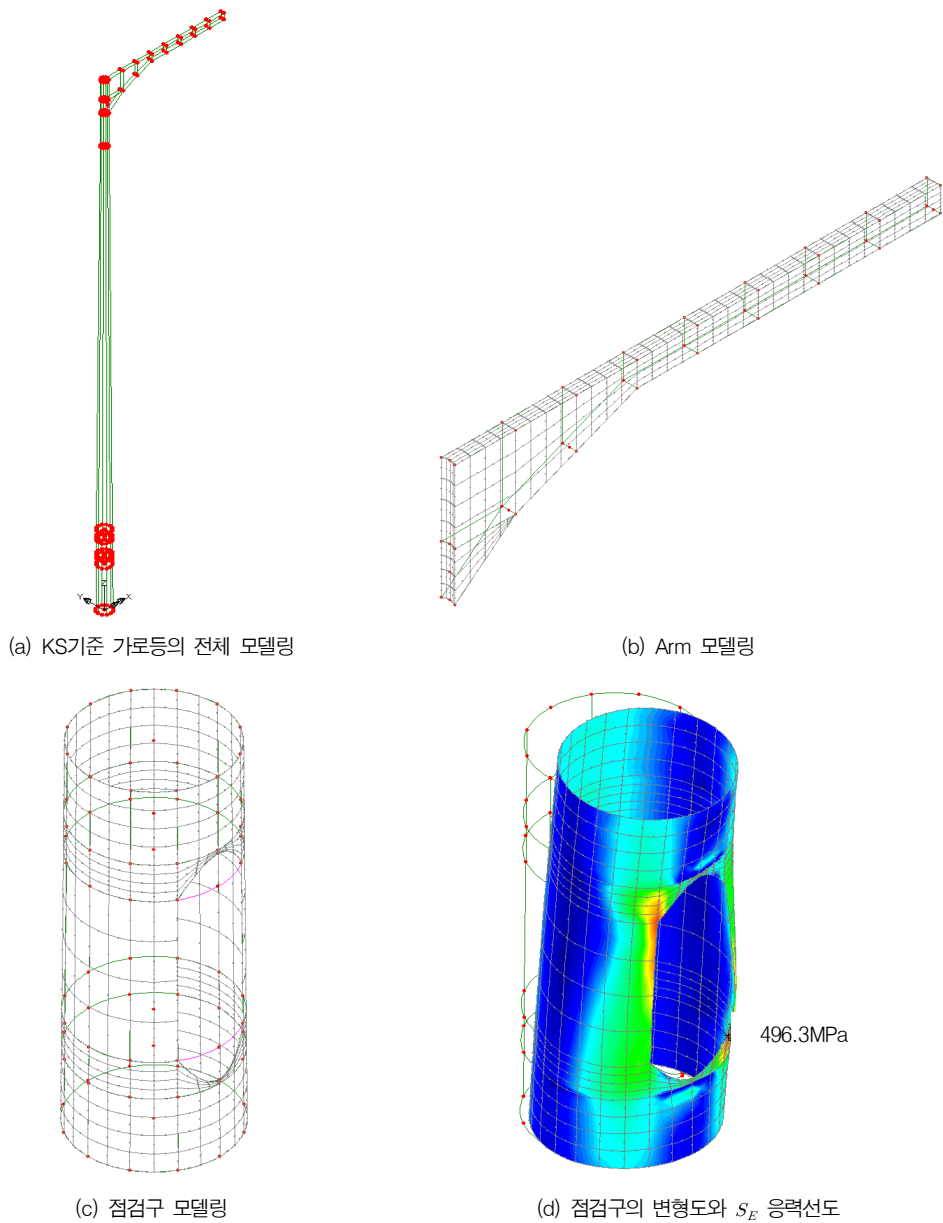 Z
Y
X
(a) KS기준 가로등의 전체 모델링
(b) Arm 모델링
496.3MPa
(c) 점검구 모델링
(d) 점검구의 변형도와 S_E 응력선도